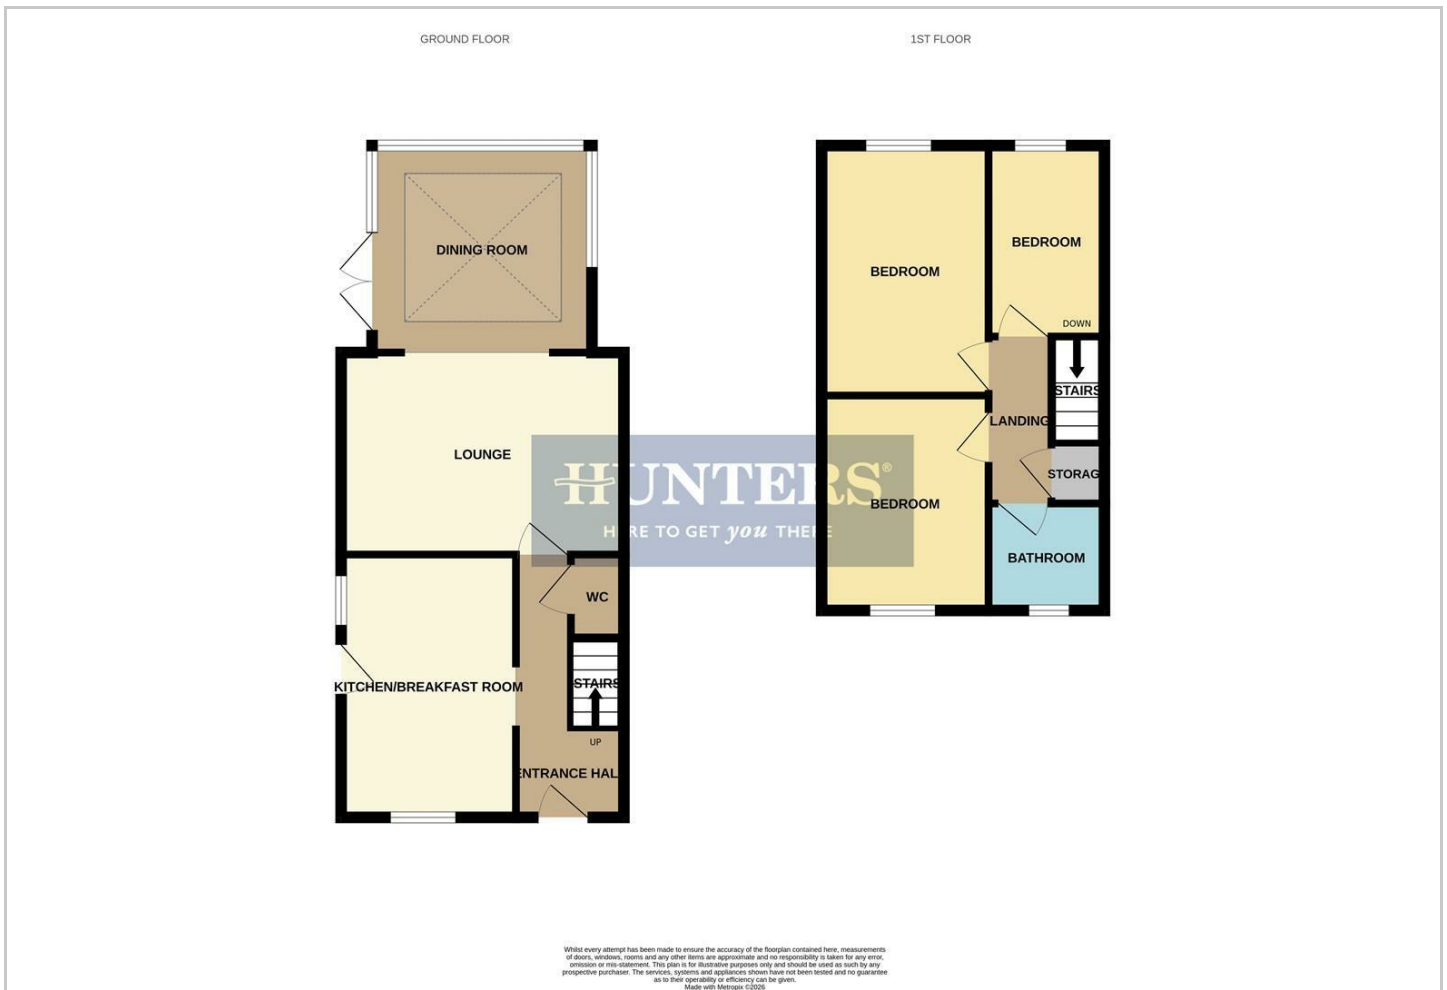 GROUND FLOOR
1ST FLOOR
DINING ROOM
LOUNGE
KITCHEN/BREAKFAST ROOM
WC
STAIRS
UP
ENTRANCE HALL
BEDROOM
BEDROOM
DOWN
STAIRS
LANDING
STORAGE
BEDROOM
BATHROOM
HUNTERS®
HERE TO GET you THERE
Whilst every attempt has been made to ensure the accuracy of the floorplan contained here, measurements
of doors, windows, rooms and any other items are approximate and no responsibility is taken for any error,
omission or mis-statement. This plan is for illustrative purposes only and should be used as such by any
prospective purchaser. The services, systems and appliances shown have not been tested and no guarantee
as to their operability or efficiency can be given.
Made with Metropix ©2026